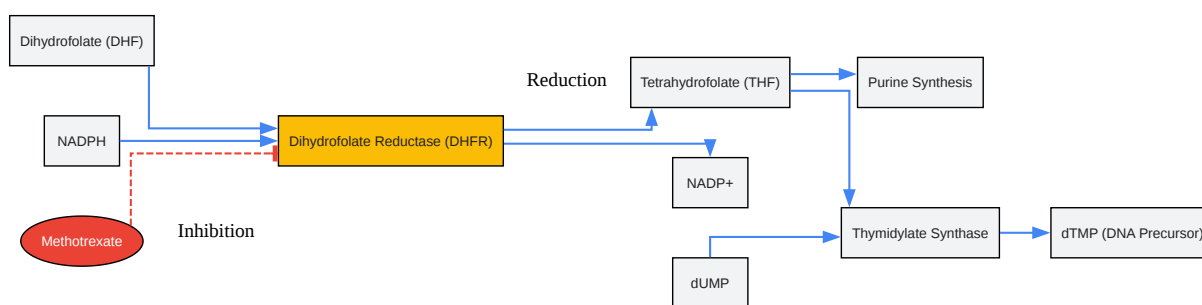 Dihydrofolate (DHF)
Reduction
Tetrahydrofolate (THF)
Purine Synthesis
NADPH
Dihydrofolate Reductase (DHFR)
NADP+
Methotrexate
Inhibition
Thymidylate Synthase
dTMP (DNA Precursor)
dUMP